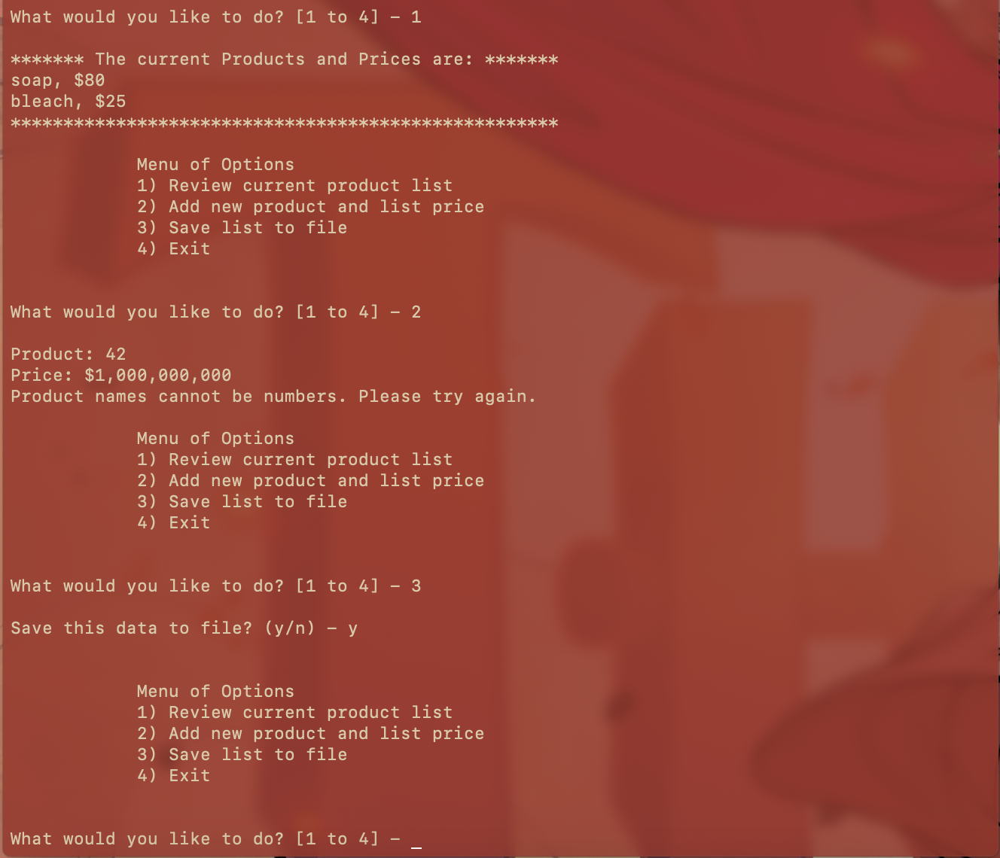 What would you like to do? [1 to 4] – 1
******* The current Products and Prices are: *******
soap, $80
bleach, $25
****************************************************
Menu of Options
1) Review current product list
2) Add new product and list price
3) Save list to file
4) Exit
What would you like to do? [1 to 4] – 2
Product: 42
Price: $1,000,000,000
Product names cannot be numbers. Please try again.
Menu of Options
1) Review current product list
2) Add new product and list price
3) Save list to file
4) Exit
What would you like to do? [1 to 4] – 3
Save this data to file? (y/n) – y
Menu of Options
1) Review current product list
2) Add new product and list price
3) Save list to file
4) Exit
What would you like to do? [1 to 4] – _